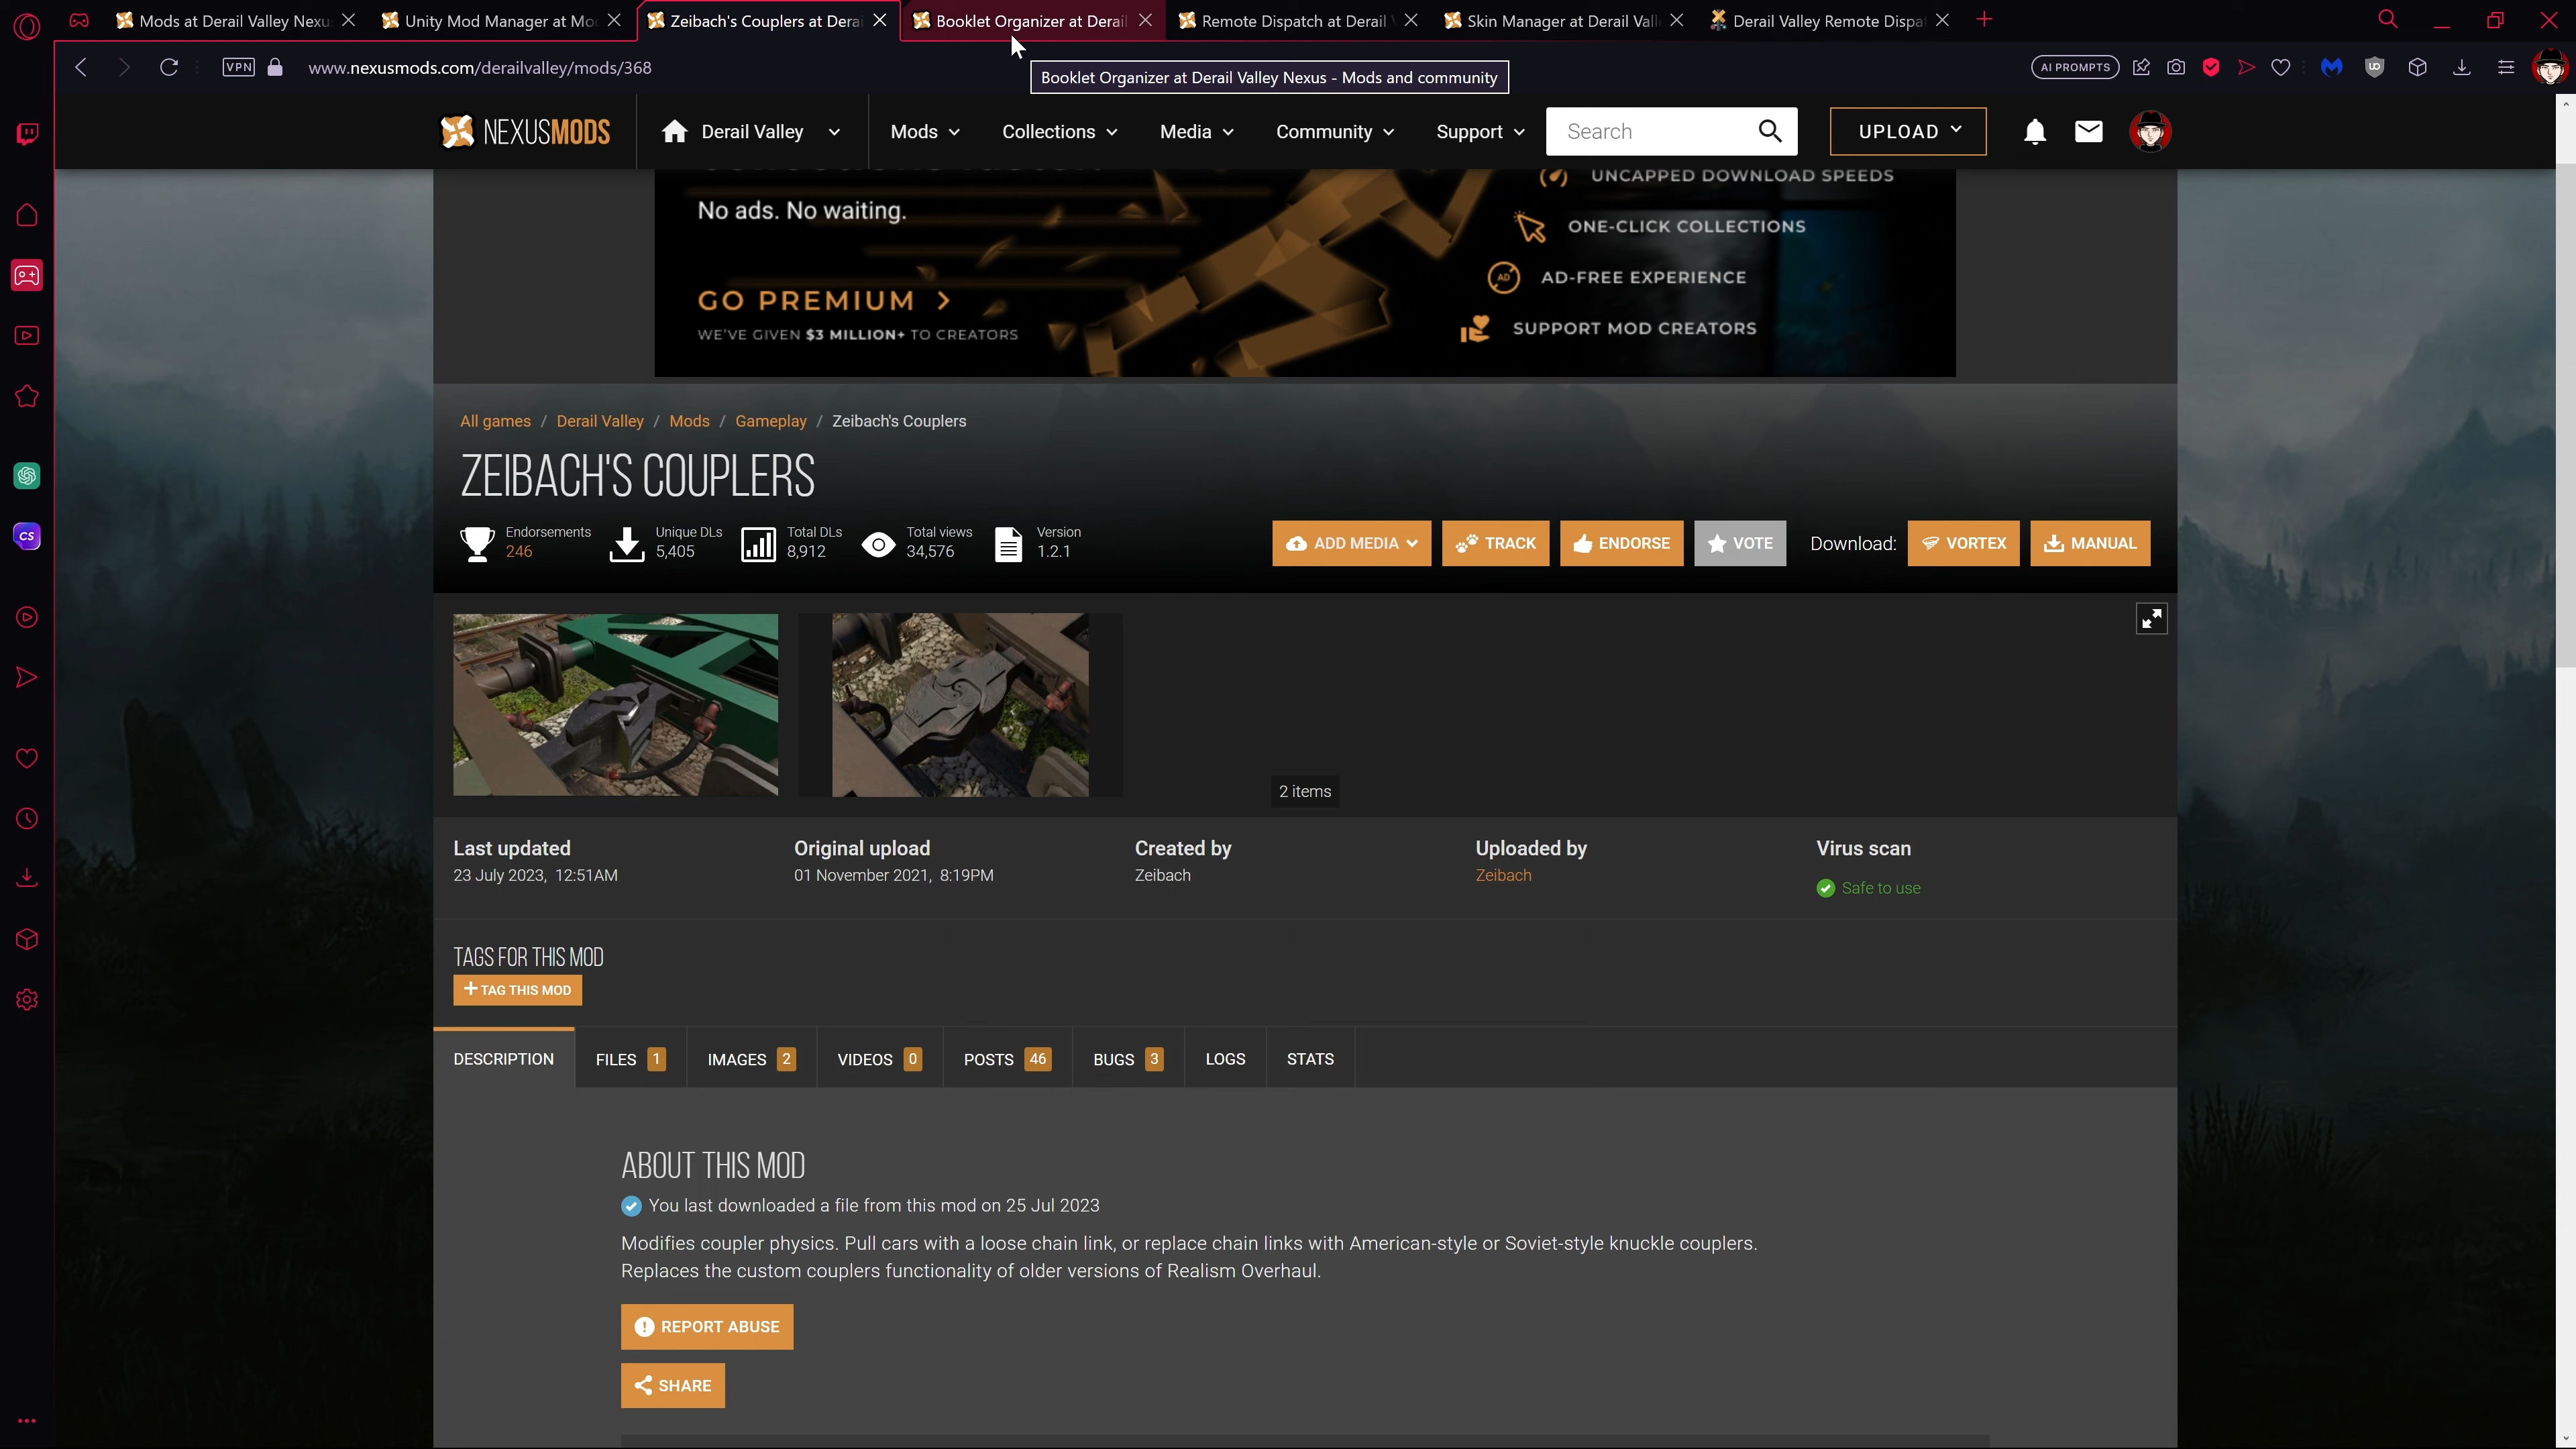 Mods at Derail Valley Nexu
Unity Mod Manager at Mo
Zeibach's Couplers at Derai
Booklet Organizer at Derail
Remote Dispatch at Derail
Skin Manager at Derail Vall
Derail Valley Remote Dispa
VPN
www.nexusmods.com/derailvalley/mods/368
AI PROMPTS
Booklet Organizer at Derail Valley Nexus - Mods and community
NEXUSMODS
Derail Valley
Mods
Collections
Media
Community
Support
Search
UPLOAD
UNCAPPED DOWNLOAD SPEEDS
No ads. No waiting.
ONE-CLICK COLLECTIONS
AD
AD-FREE EXPERIENCE
GO PREMIUM
SUPPORT MOD CREATORS
WE'VE GIVEN $3 MILLION+ TO CREATORS
All games / Derail Valley / Mods / Gameplay / Zeibach's Couplers
ZEIBACH'S COUPLERS
Endorsements
246
Unique DLs
5,405
Total DLs
8,912
Total views
34,576
Version
1.2.1
ADD MEDIA
TRACK
ENDORSE
VOTE
Download:
VORTEX
MANUAL
2 items
Last updated
23 July 2023, 12:51AM
Original upload
01 November 2021, 8:19PM
Created by
Zeibach
Uploaded by
Zeibach
Virus scan
Safe to use
TAGS FOR THIS MOD
TAG THIS MOD
DESCRIPTION
FILES 1
IMAGES 2
VIDEOS 0
POSTS 46
BUGS 3
LOGS
STATS
ABOUT THIS MOD
You last downloaded a file from this mod on 25 Jul 2023
Modifies coupler physics. Pull cars with a loose chain link, or replace chain links with American-style or Soviet-style knuckle couplers.
Replaces the custom couplers functionality of older versions of Realism Overhaul.
REPORT ABUSE
SHARE
CS